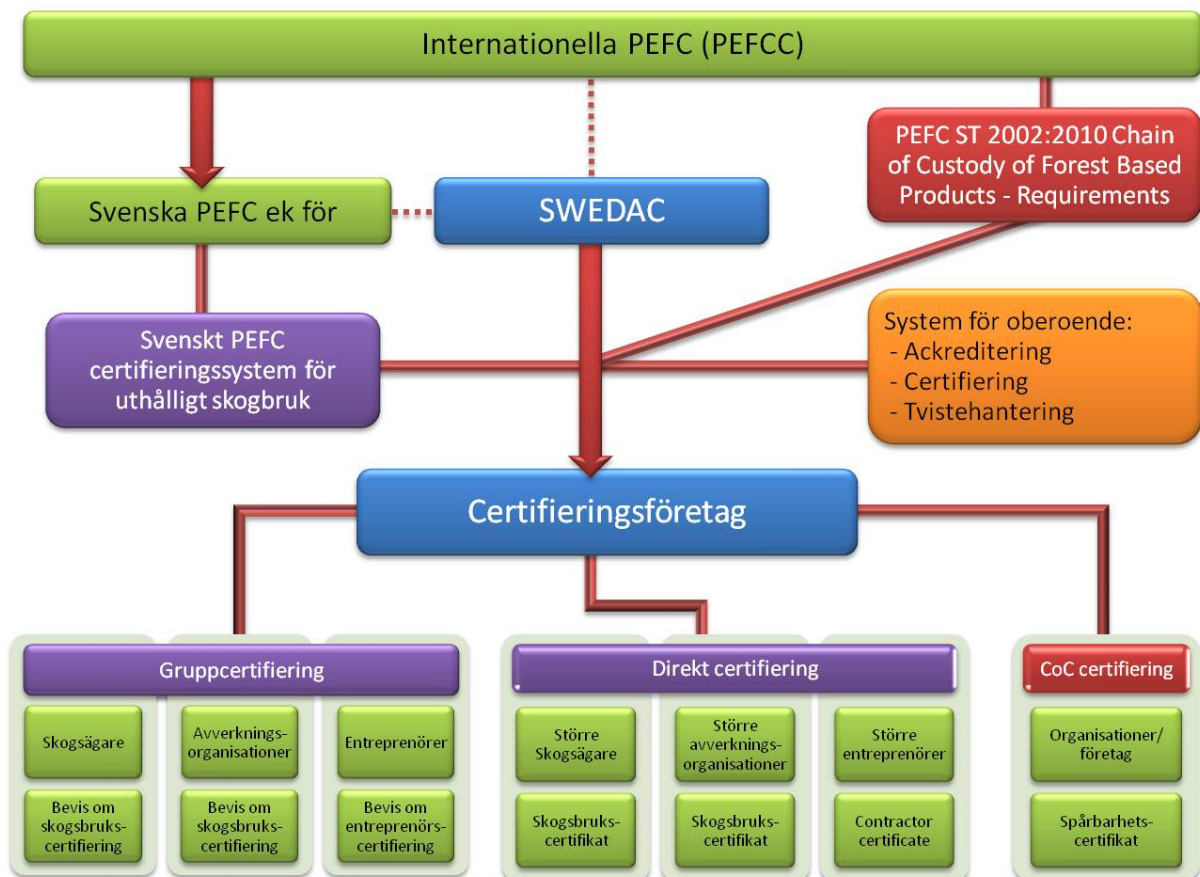 Internationella PEFC (PEFCC)
PEFC ST 2002:2010 Chain
of Custody of Forest Based
Products - Requirements
Svenska PEFC ek för
SWEDAC
Svenskt PEFC
certifieringssystem för
uthålligt skogbruk
System för oberoende:
- Ackreditering
- Certifiering
- Tvistehantering
Certifieringsföretag
Gruppcertifiering
Skogsägare
Avverknings-
organisationer
Entreprenörer
Bevis om
skogsbruks-
certifiering
Bevis om
skogsbruks-
certifiering
Bevis om
entreprenörs-
certifiering
Direkt certifiering
Större
Skogsägare
Större
avverknings-
organisationer
Större
entreprenörer
Skogsbruks-
certifikat
Skogsbruks-
certifikat
Contractor
certificate
CoC certifiering
Organisationer/
företag
Spårbarhets-
certifikat